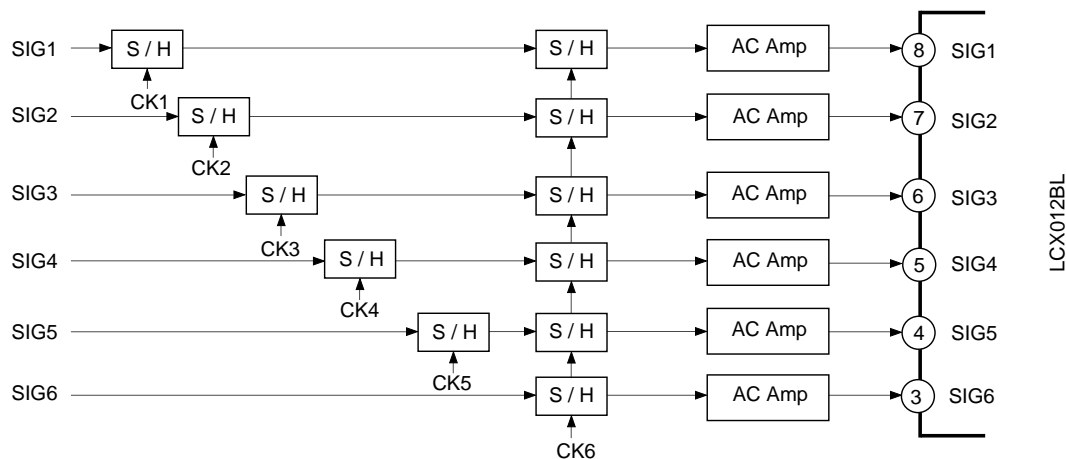 SIG1 S / H S / H AC Amp 8 SIG1
CK1
SIG2 S / H S / H AC Amp 7 SIG2
CK2
SIG3 S / H S / H AC Amp 6 SIG3
CK3
SIG4 S / H S / H AC Amp 5 SIG4
CK4
SIG5 S / H S / H AC Amp 4 SIG5
CK5
SIG6 S / H AC Amp 3 SIG6
CK6
LCX012BL